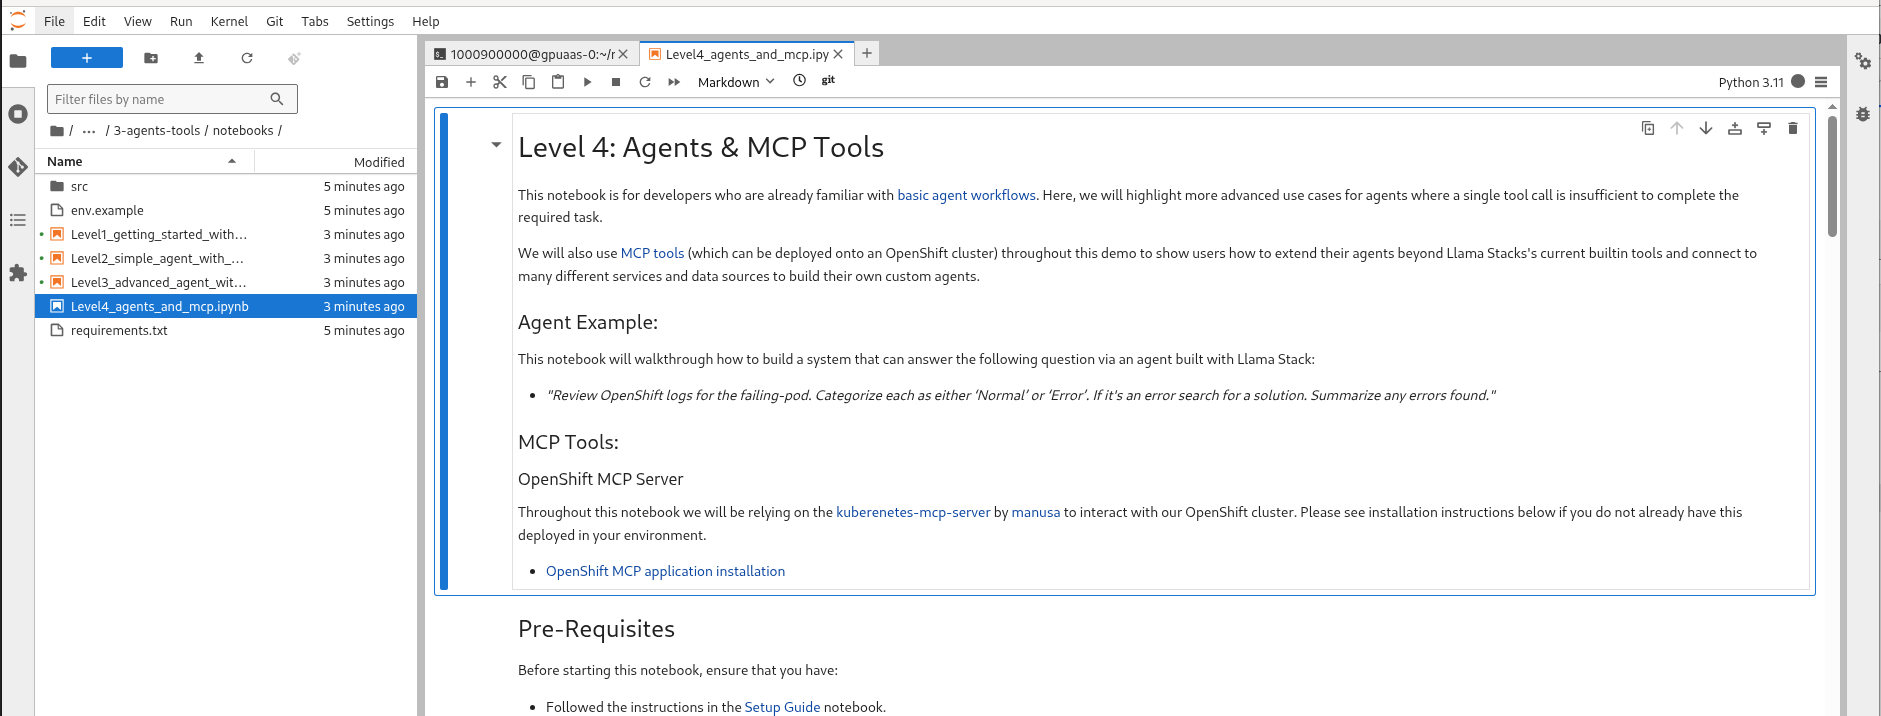 File Edit View Run Kernel Git Tabs Settings Help
+
Filter files by name
/ ... / 3-agents-tools / notebooks /
Name Modified
src 5 minutes ago
env.example 5 minutes ago
Level1_getting_started_with... 3 minutes ago
Level2_simple_agent_with_... 3 minutes ago
Level3_advanced_agent_wit... 3 minutes ago
Level4_agents_and_mcp.ipynb 3 minutes ago
requirements.txt 5 minutes ago
1000900000@gpuaas-0:~/r Level4_agents_and_mcp.ipy +
Markdown git Python 3.11
Level 4: Agents & MCP Tools
This notebook is for developers who are already familiar with basic agent workflows. Here, we will highlight more advanced use cases for agents where a single tool call is insufficient to complete the
required task.
We will also use MCP tools (which can be deployed onto an OpenShift cluster) throughout this demo to show users how to extend their agents beyond Llama Stacks's current builtin tools and connect to
many different services and data sources to build their own custom agents.
Agent Example:
This notebook will walkthrough how to build a system that can answer the following question via an agent built with Llama Stack:
• "Review OpenShift logs for the failing-pod. Categorize each as either ‘Normal’ or ‘Error’. If it's an error search for a solution. Summarize any errors found."
MCP Tools:
OpenShift MCP Server
Throughout this notebook we will be relying on the kuberenetes-mcp-server by manusa to interact with our OpenShift cluster. Please see installation instructions below if you do not already have this
deployed in your environment.
• OpenShift MCP application installation
Pre-Requisites
Before starting this notebook, ensure that you have:
• Followed the instructions in the Setup Guide notebook.